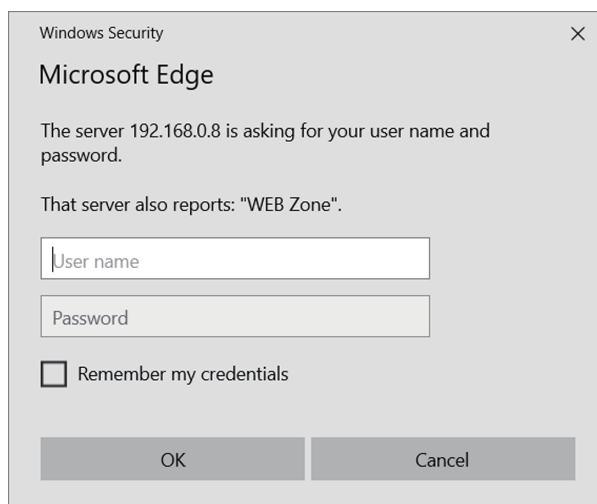 Windows Security
Microsoft Edge
The server 192.168.0.8 is asking for your user name and
password.
That server also reports: "WEB Zone".
User name
Password
Remember my credentials
OK
Cancel